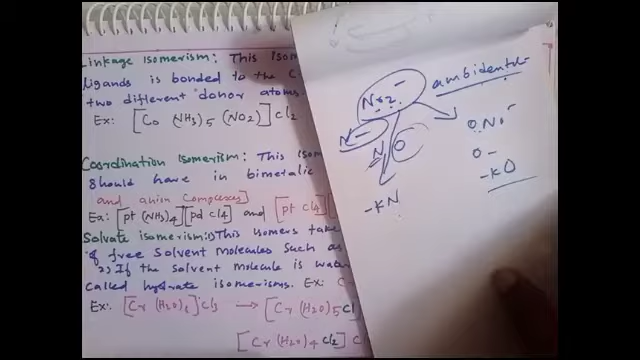 Linkage Isomerism: This Isom
ligands is bonded to the C
two different donor atoms.
Ex: [Co (NH3)5 (NO2)] Cl2
Coordination Isomerism: This Isom
should have in bimetalic
and anion Complexes]
Ex: [pt (NH3)4] [pd Cl4] and [pt Cl4] [
Solvate isomerism: 1) This isomers take
of free solvent molecules such as
2) If the solvent molecule is wate
called hydrate isomerisms. Ex: C
Ex: [Cr (H2O)6] Cl3 → [Cr (H2O)5 Cl
[Cr (H2O)4 Cl2] C
No2 -
ambidentate
N -
N O
-KN
ONo-
O -
-KO